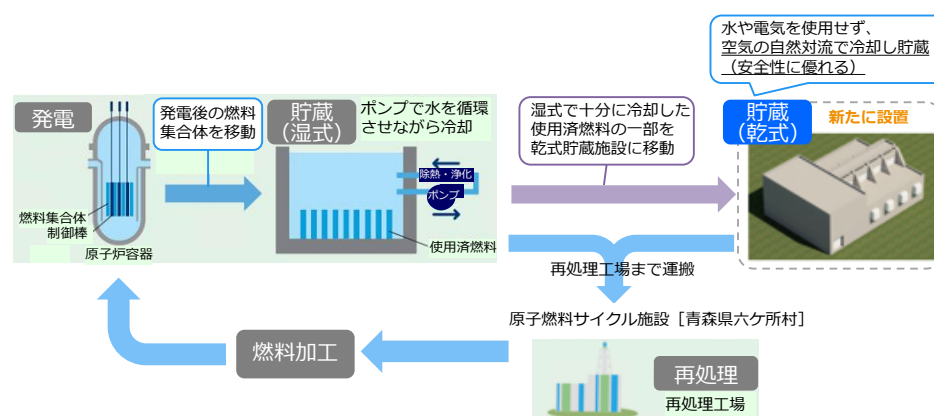 水や電気を使用せず、
空気の自然対流で冷却し貯蔵
（安全性に優れる）
発電
発電後の燃料
集合体を移動
貯蔵
（湿式）
ポンプで水を循環
させながら冷却
湿式で十分に冷却した
使用済燃料の一部を
乾式貯蔵施設に移動
貯蔵
（乾式）
新たに設置
除熱・浄化
ポンプ
燃料集合体
制御棒
原子炉容器
使用済燃料
再処理工場まで運搬
原子燃料サイクル施設［青森県六ケ所村］
燃料加工
再処理
再処理工場